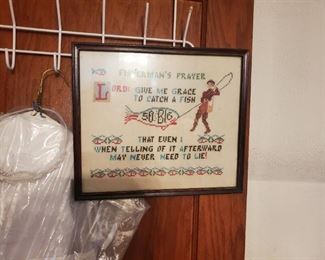 FISHERMAN'S PRAYER
LORD! GIVE ME GRACE
TO CATCH A FISH
SO BIG
THAT EVEN I
WHEN TELLING OF IT AFTERWARD
MAY NEVER NEED TO LIE!